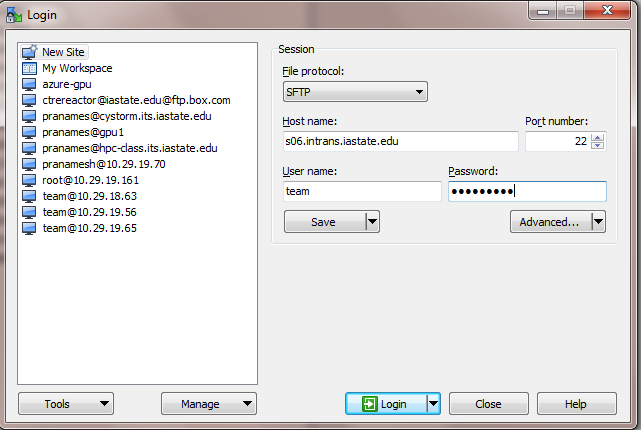 Login
New Site
My Workspace
azure-gpu
ctrereactor@iastate.edu@ftp.box.com
pranames@cystorm.its.iastate.edu
pranames@gpu1
pranames@hpc-class.its.iastate.edu
pranamesh@10.29.19.70
root@10.29.19.161
team@10.29.18.63
team@10.29.19.56
team@10.29.19.65
Tools
Manage
Session
File protocol:
SFTP
Host name:
Port number:
s06.intrans.iastate.edu
22
User name:
Password:
team
●●●●●●●●●
Save
Advanced...
Login
Close
Help